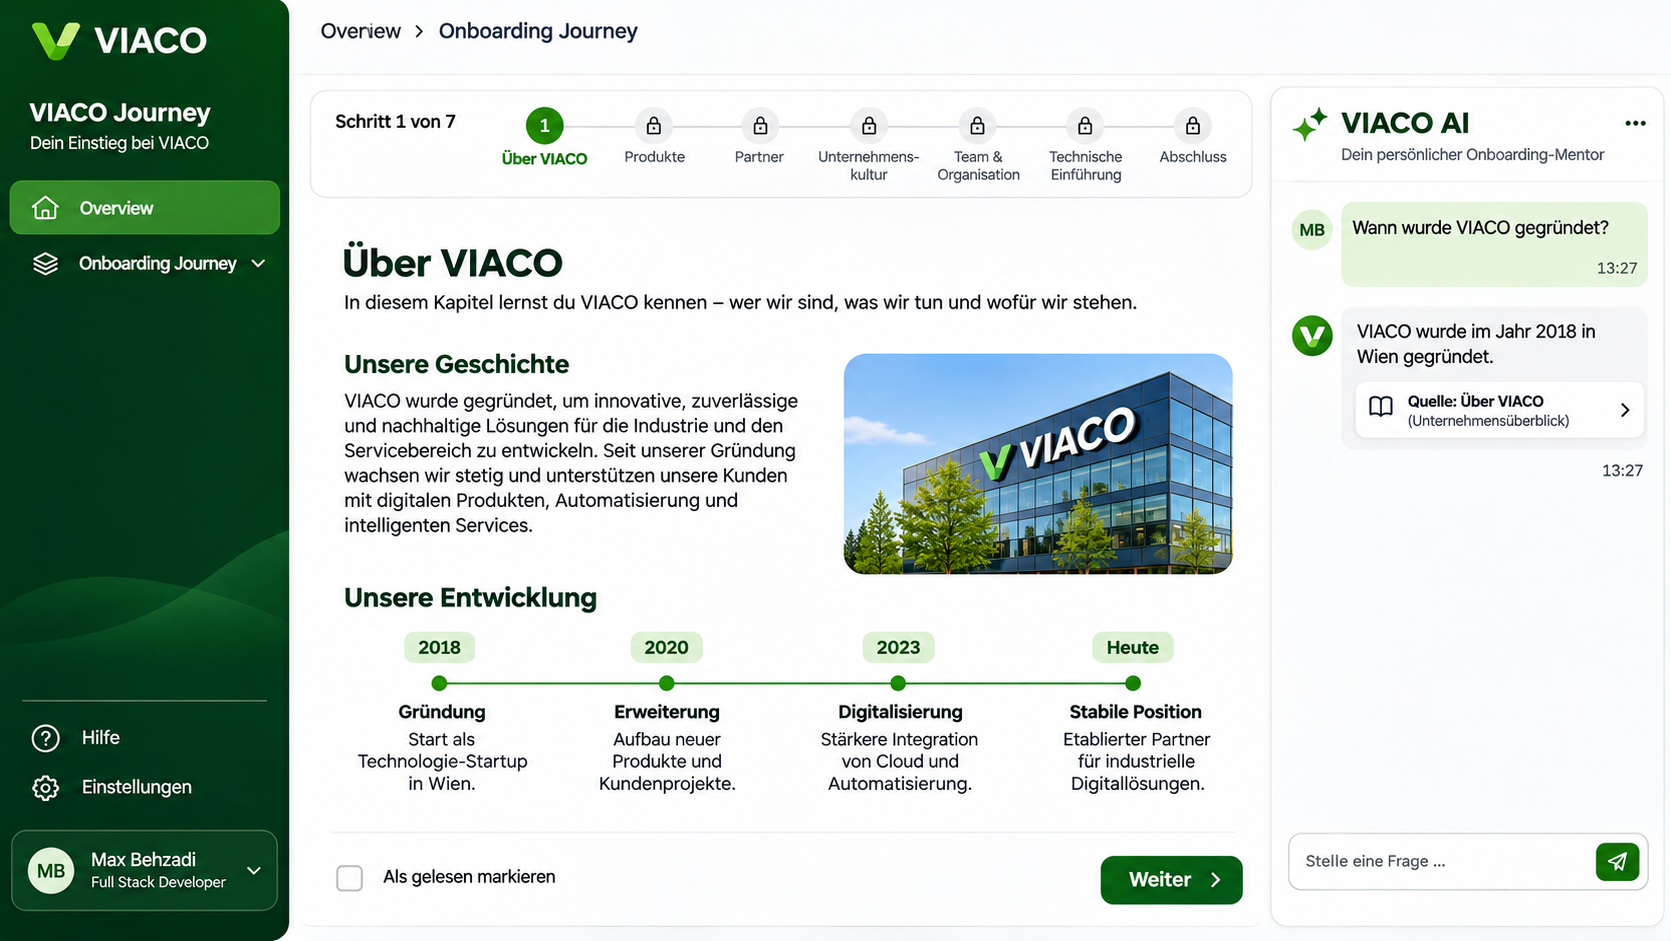 VIACO
VIACO Journey
Dein Einstieg bei VIACO
Overview
Onboarding Journey
Hilfe
Einstellungen
MB
Max Behzadi
Full Stack Developer
Overview > Onboarding Journey
Schritt 1 von 7
1
Über VIACO
Produkte
Partner
Unternehmens-
kultur
Team &
Organisation
Technische
Einführung
Abschluss
Über VIACO
In diesem Kapitel lernst du VIACO kennen – wer wir sind, was wir tun und wofür wir stehen.
Unsere Geschichte
VIACO wurde gegründet, um innovative, zuverlässige
und nachhaltige Lösungen für die Industrie und den
Servicebereich zu entwickeln. Seit unserer Gründung
wachsen wir stetig und unterstützen unsere Kunden
mit digitalen Produkten, Automatisierung und
intelligenten Services.
VIACO
Unsere Entwicklung
2018
Gründung
Start als
Technologie-Startup
in Wien.
2020
Erweiterung
Aufbau neuer
Produkte und
Kundenprojekte.
2023
Digitalisierung
Stärkere Integration
von Cloud und
Automatisierung.
Heute
Stabile Position
Etablierter Partner
für industrielle
Digitallösungen.
Als gelesen markieren
Weiter
VIACO AI
Dein persönlicher Onboarding-Mentor
MB
Wann wurde VIACO gegründet?
13:27
VIACO wurde im Jahr 2018 in
Wien gegründet.
Quelle: Über VIACO
(Unternehmensüberblick)
13:27
Stelle eine Frage ...